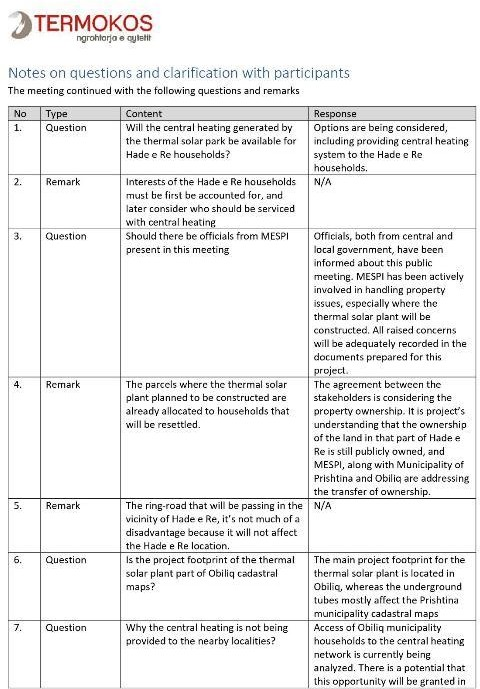 TERMOKOS
ngrohtorja e qytetit
Notes on questions and clarification with participants
The meeting continued with the following questions and remarks
No Type Content Response
1. Question Will the central heating generated by
the thermal solar park be available for
Hade e Re households?
Options are being considered,
including providing central heating
system to the Hade e Re
households.
2. Remark Interests of the Hade e Re households
must be first be accounted for, and
later consider who should be serviced
with central heating
N/A
3. Question Should there be officials from MESPI
present in this meeting
Officials, both from central and
local government, have been
informed about this public
meeting. MESPI has been actively
involved in handling property
issues, especially where the
thermal solar plant will be
constructed. All raised concerns
will be adequately recorded in the
documents prepared for this
project.
4. Remark The parcels where the thermal solar
plant planned to be constructed are
already allocated to households that
will be resettled.
The agreement between the
stakeholders is considering the
property ownership. It is project's
understanding that the ownership
of the land in that part of Hade e
Re is still publicly owned, and
MESPI, along with Municipality of
Prishtina and Obiliq are addressing
the transfer of ownership.
5. Remark The ring-road that will be passing in the
vicinity of Hade e Re, it's not much of a
disadvantage because it will not affect
the Hade e Re location.
N/A
6. Question Is the project footprint of the thermal
solar plant part of Obiliq cadastral
maps?
The main project footprint for the
thermal solar plant is located in
Obiliq, whereas the underground
tubes mostly affect the Prishtina
municipality cadastral maps
7. Question Why the central heating is not being
provided to the nearby localities?
Access of Obiliq municipality
households to the central heating
network is currently being
analyzed. There is a potential that
this opportunity will be granted in